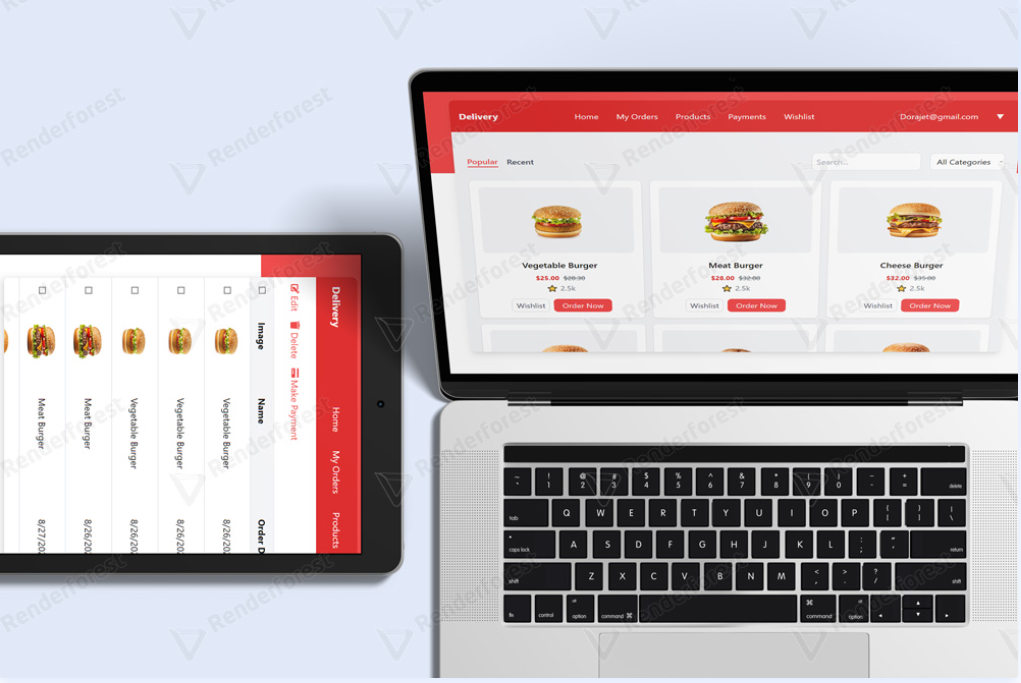 Renderforest
Delivery
Home
My Orders
Products
Payments
Wishlist
Dorajet@gmail.com
Popular
Recent
Search...
All Categories
Vegetable Burger
$25.00 $28.30
2.5k
Wishlist
Order Now
Meat Burger
$28.00 $32.00
2.5k
Wishlist
Order Now
Cheese Burger
$32.00 $35.00
2.5k
Wishlist
Order Now
Delivery
Home
My Orders
Products
Edit
Delete
Make Payment
Image
Name
Order D
Vegetable Burger
8/26/202
Vegetable Burger
8/26/202
Vegetable Burger
8/26/202
Meat Burger
8/26/202
Meat Burger
8/27/202
~ ` ! 1 @ 2 # 3 $ 4 % 5 ^ 6 & 7 * 8 ( 9 ) 0 - + = delete
tab Q W E R T Y U I O P { [ } ] | \
caps lock A S D F G H J K L : ; " ' return
shift Z X C V B N M < , > . ? / shift
fn control option command ⌘ ⌘ command option